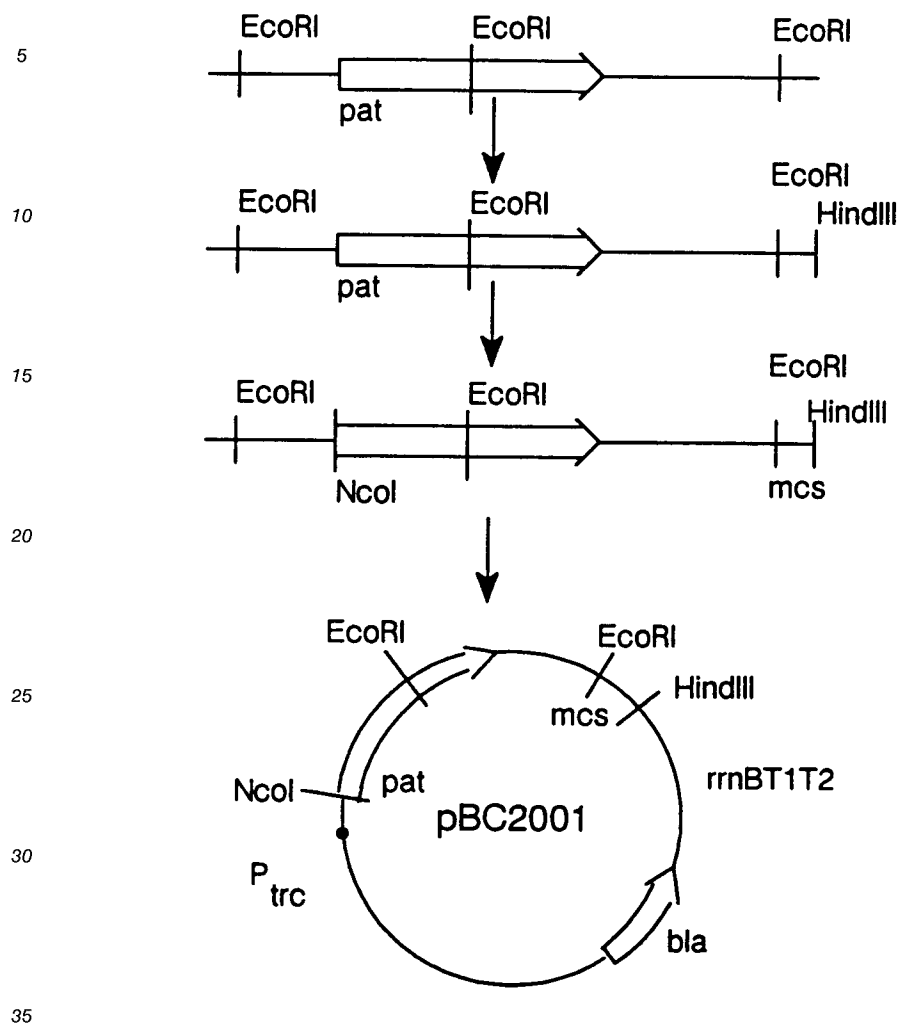 EcoRI EcoRI EcoRI
5
pat
EcoRI
10 EcoRI EcoRI HindIII
pat
EcoRI
15 EcoRI EcoRI HindIII
NcoI mcs
20
EcoRI EcoRI
25 HindIII
mcs
NcoI pat rrnBT1T2
pBC2001
30
Ptrc
bla
35